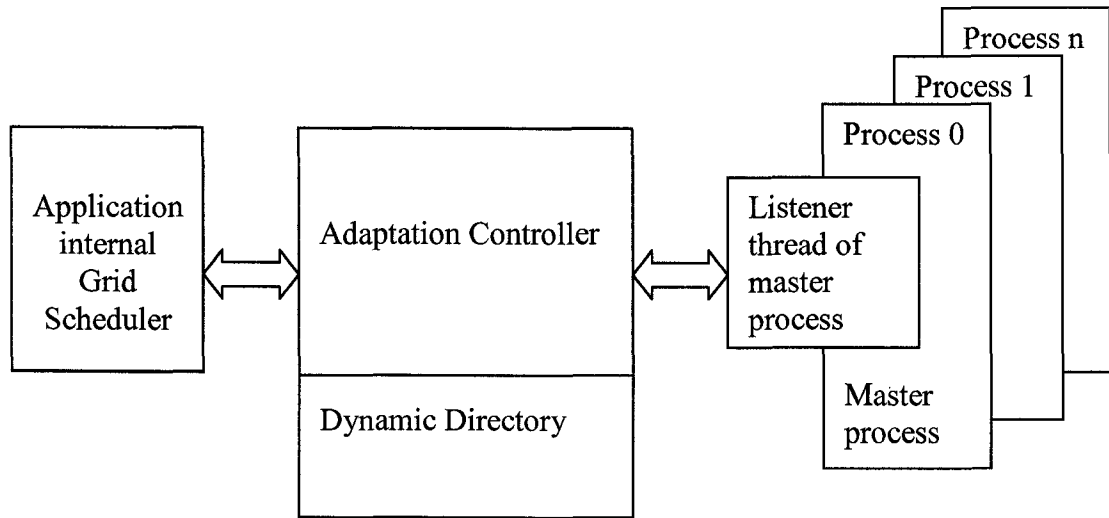 Application
internal
Grid
Scheduler
Adaptation Controller
Dynamic Directory
Process n
Process 1
Process 0
Listener
thread of
master
process
Master
process